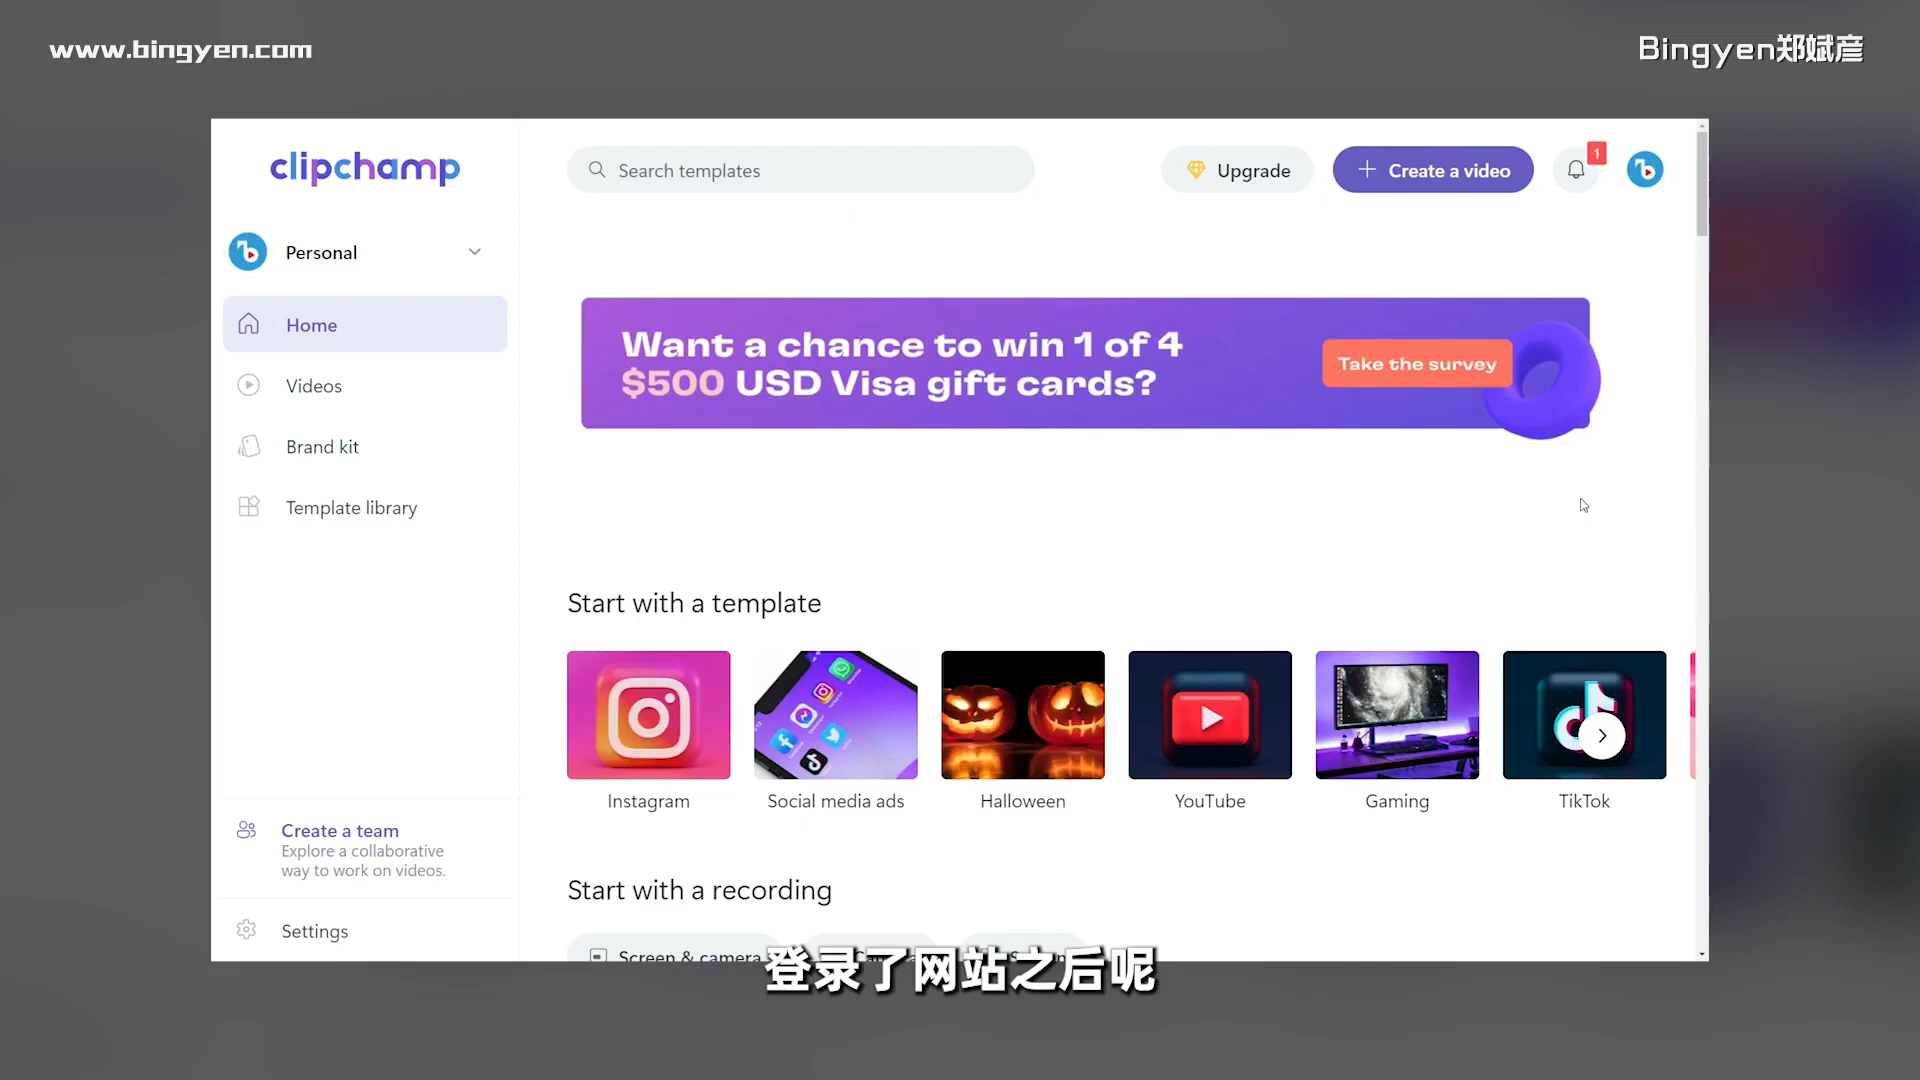 www.bingyen.com
Bingyen郑斌彦
clipchamp
Search templates
Upgrade
Create a video
1
Personal
Home
Videos
Brand kit
Template library
Want a chance to win 1 of 4
$500 USD Visa gift cards?
Take the survey
Start with a template
Instagram
Social media ads
Halloween
YouTube
Gaming
TikTok
Create a team
Explore a collaborative
way to work on videos.
Start with a recording
Settings
Screen & camera
登录了网站之后呢